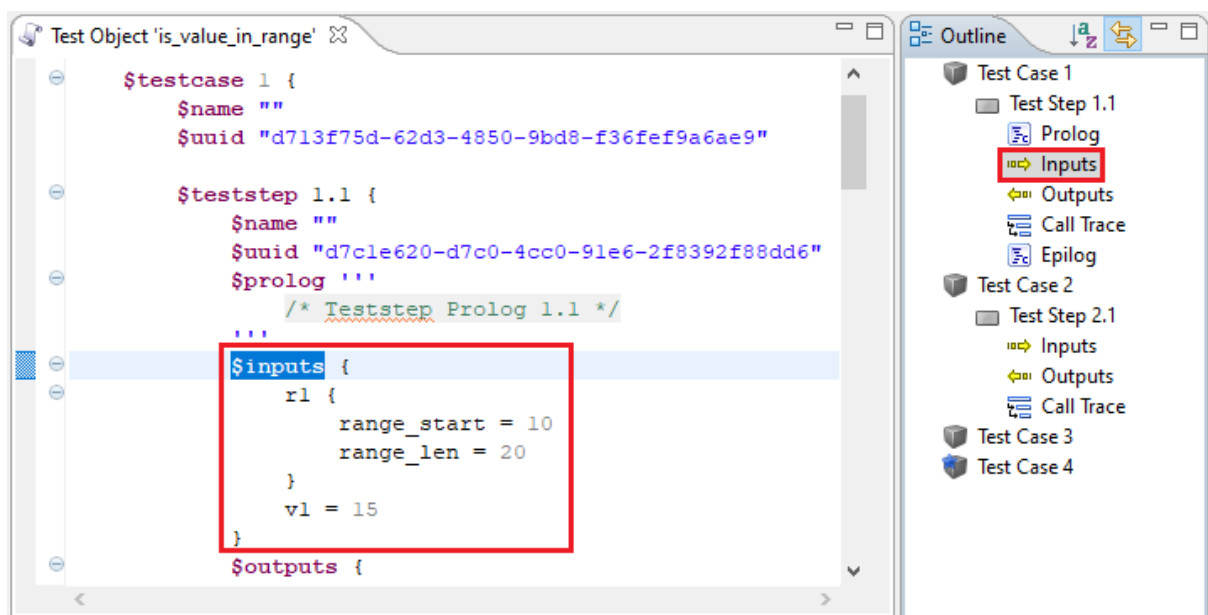 Test Object 'is_value_in_range'
$testcase 1 {
$name ""
$uuid "d713f75d-62d3-4850-9bd8-f36fef9a6ae9"
$teststep 1.1 {
$name ""
$uuid "d7c1e620-d7c0-4cc0-91e6-2f8392f88dd6"
$prolog '''
/* Teststep Prolog 1.1 */
'''
$inputs {
r1 {
range_start = 10
range_len = 20
}
v1 = 15
}
$outputs {
Outline
Test Case 1
Test Step 1.1
Prolog
Inputs
Outputs
Call Trace
Epilog
Test Case 2
Test Step 2.1
Inputs
Outputs
Call Trace
Test Case 3
Test Case 4